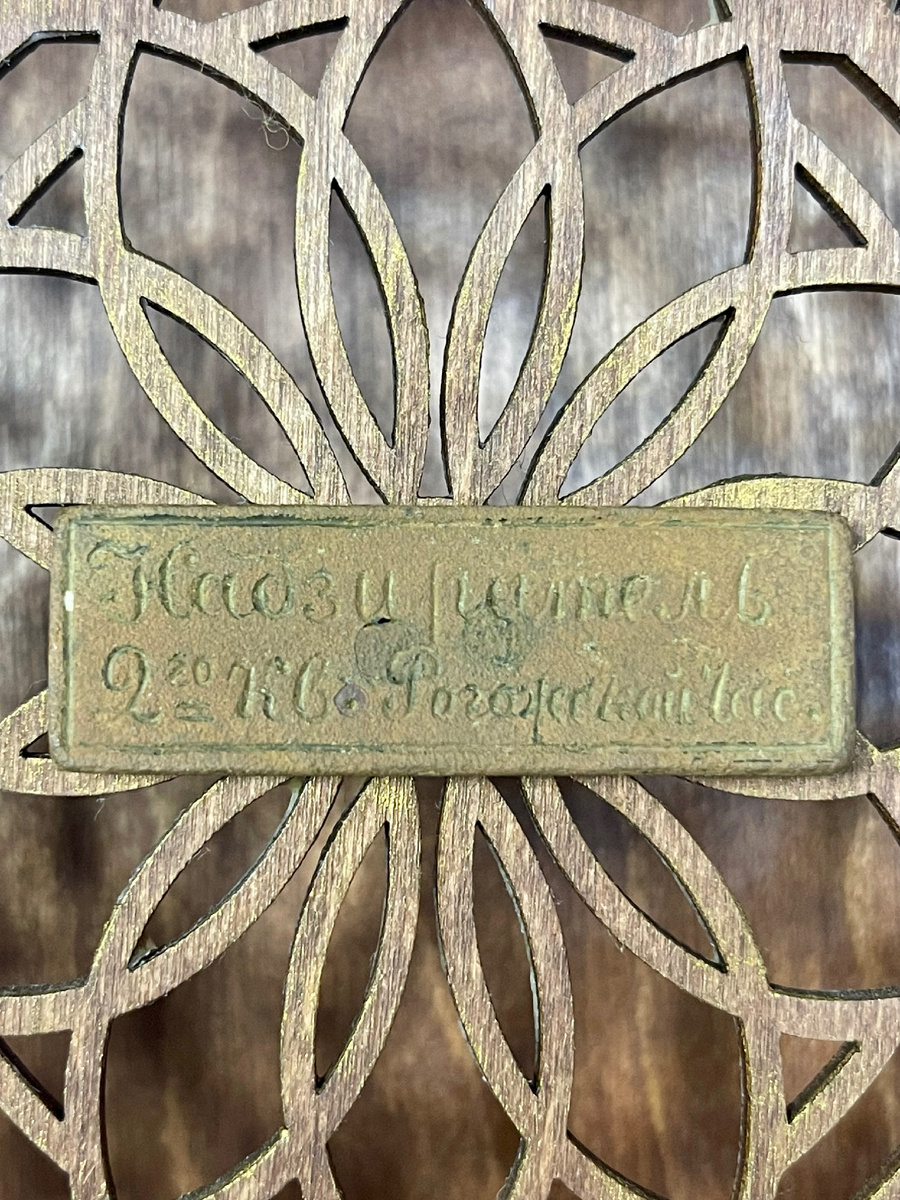 Надзиратель
2го Кв. Рогожской Час.